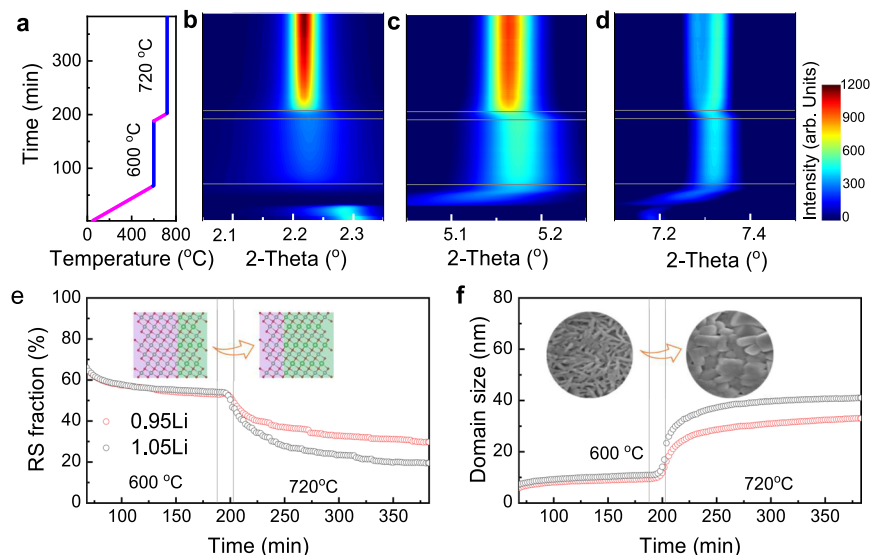 a
b
c
d
Time (min)
300
200
100
600 °C
720 °C
0 400 800
Temperature (°C)
2.1 2.2 2.3
2-Theta (°)
5.1 5.2
2-Theta (°)
7.2 7.4
2-Theta (°)
Intensity (arb. Units)
1200
900
600
300
0
e
RS fraction (%)
100
80
60
40
20
0
0.95Li
1.05Li
600 °C
720°C
100 150 200 250 300 350
Time (min)
f
Domain size (nm)
80
60
40
20
0
600 °C
720°C
100 150 200 250 300 350
Time (min)